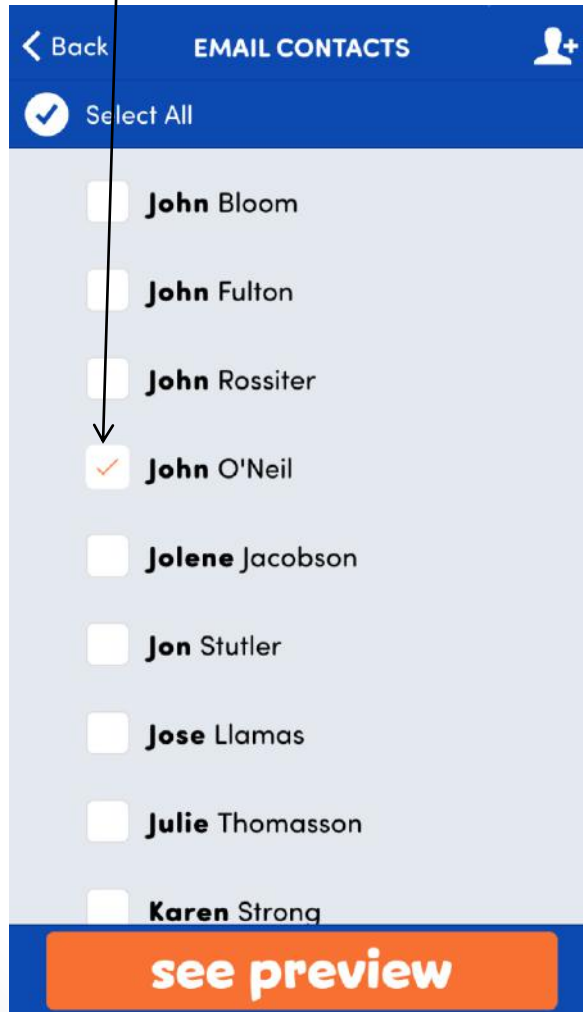 Back EMAIL CONTACTS
Select All
John Bloom
John Fulton
John Rossiter
John O'Neil
Jolene Jacobson
Jon Stutler
Jose Llamas
Julie Thomasson
Karen Strong
see preview